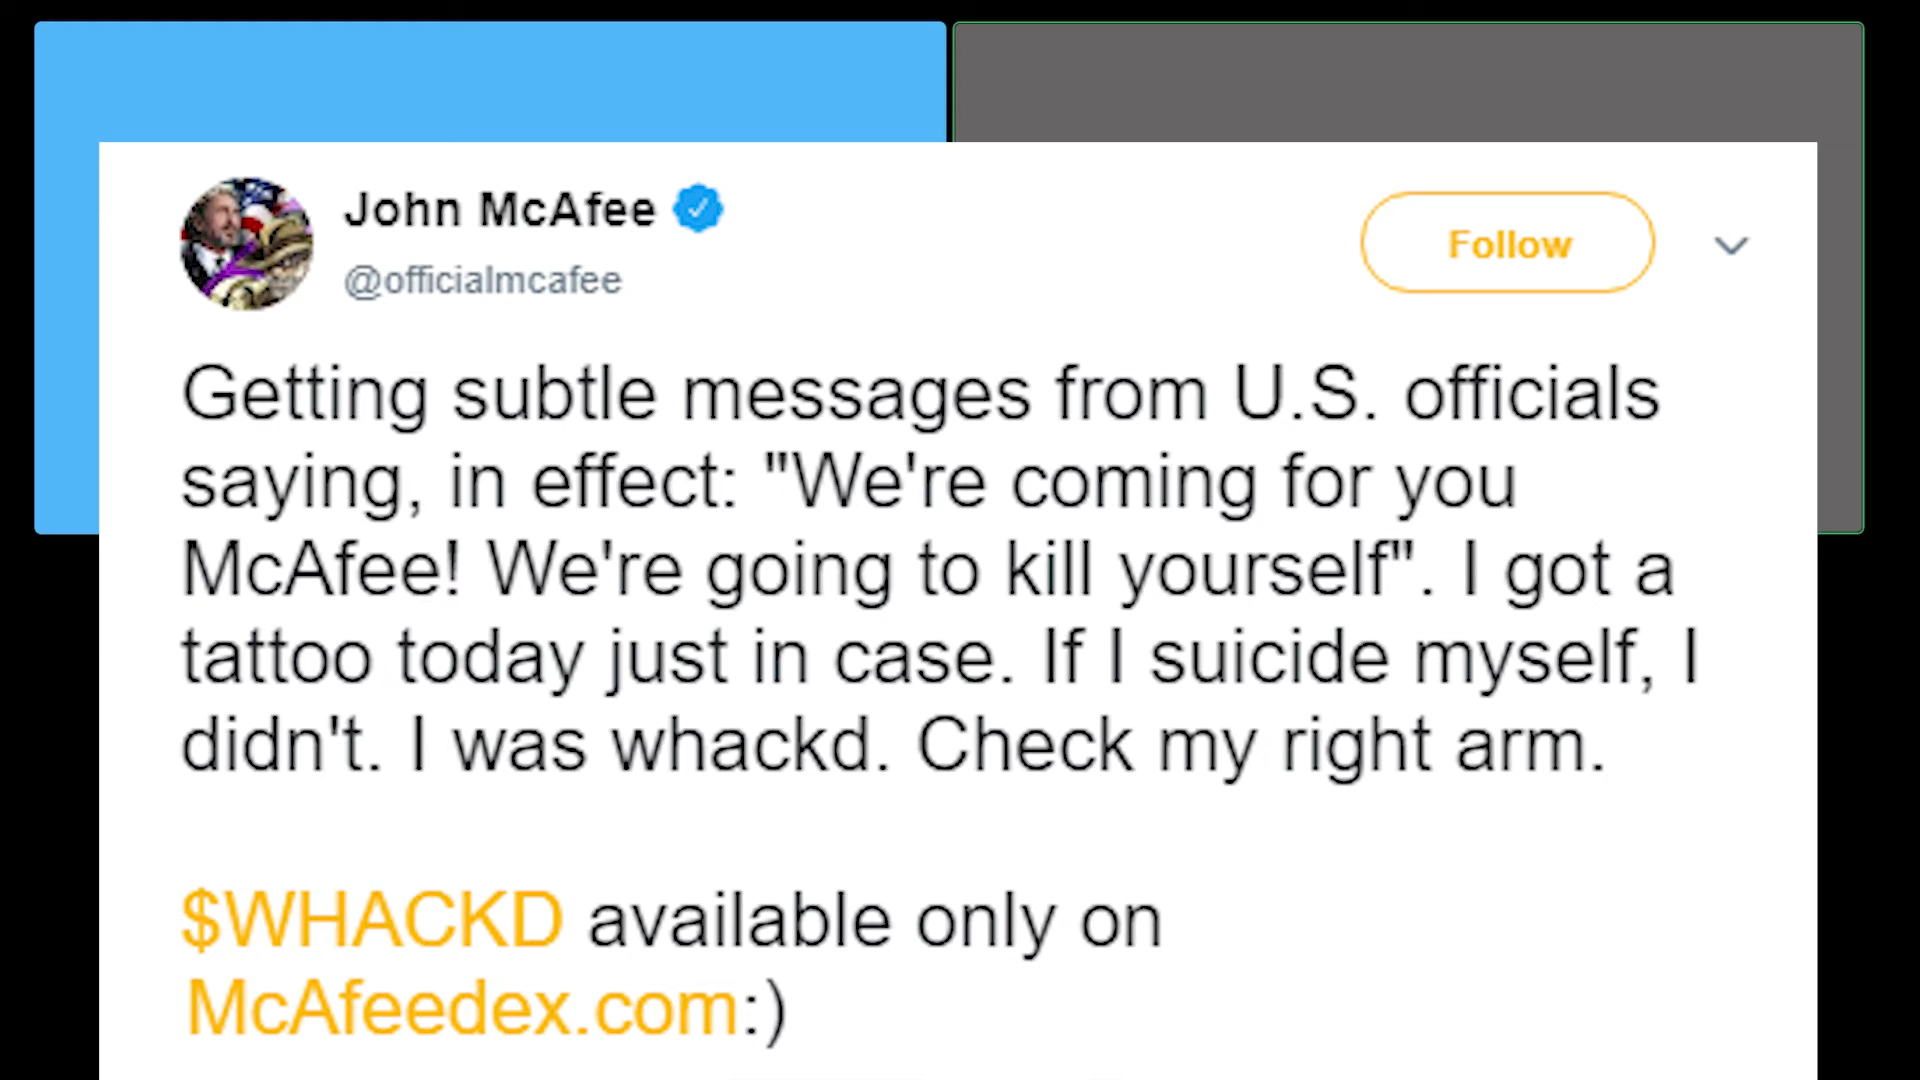 John McAfee
@officialmcafee
Follow
Getting subtle messages from U.S. officials
saying, in effect: "We're coming for you
McAfee! We're going to kill yourself". I got a
tattoo today just in case. If I suicide myself, I
didn't. I was whackd. Check my right arm.
$WHACKD available only on
McAfeedex.com:)